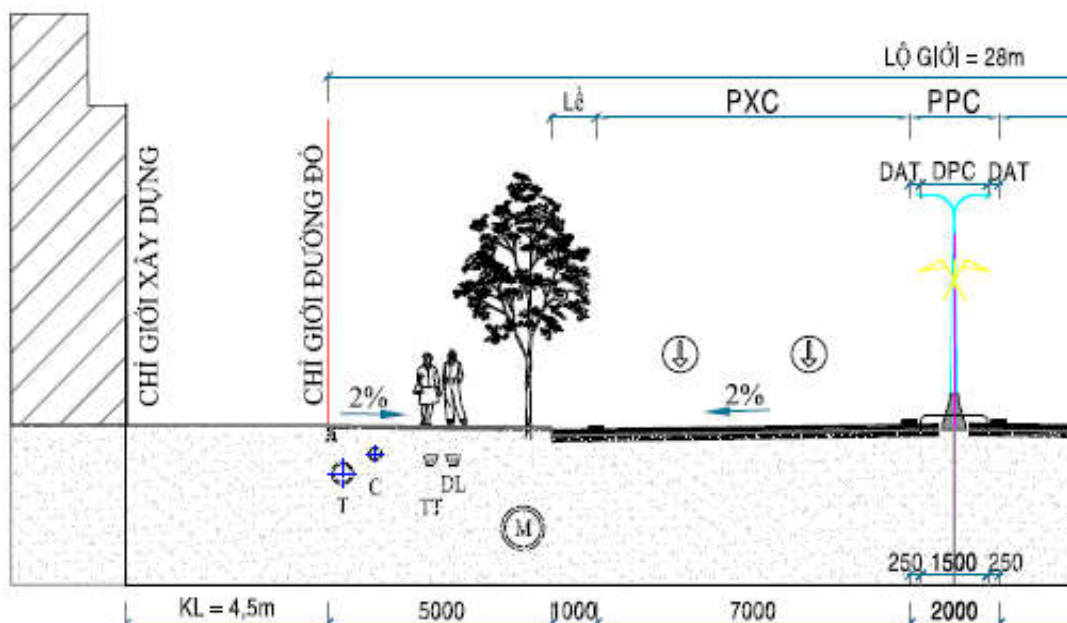 LỘ GIỚI = 28m
Lề PXC PPC
DAT DPC DAT
CHỈ GIỚI XÂY DỰNG
CHỈ GIỚI ĐƯỜNG ĐỎ
2% 2%
T C TT DL
M
250 1500 250
KL = 4,5m 5000 1000 7000 2000